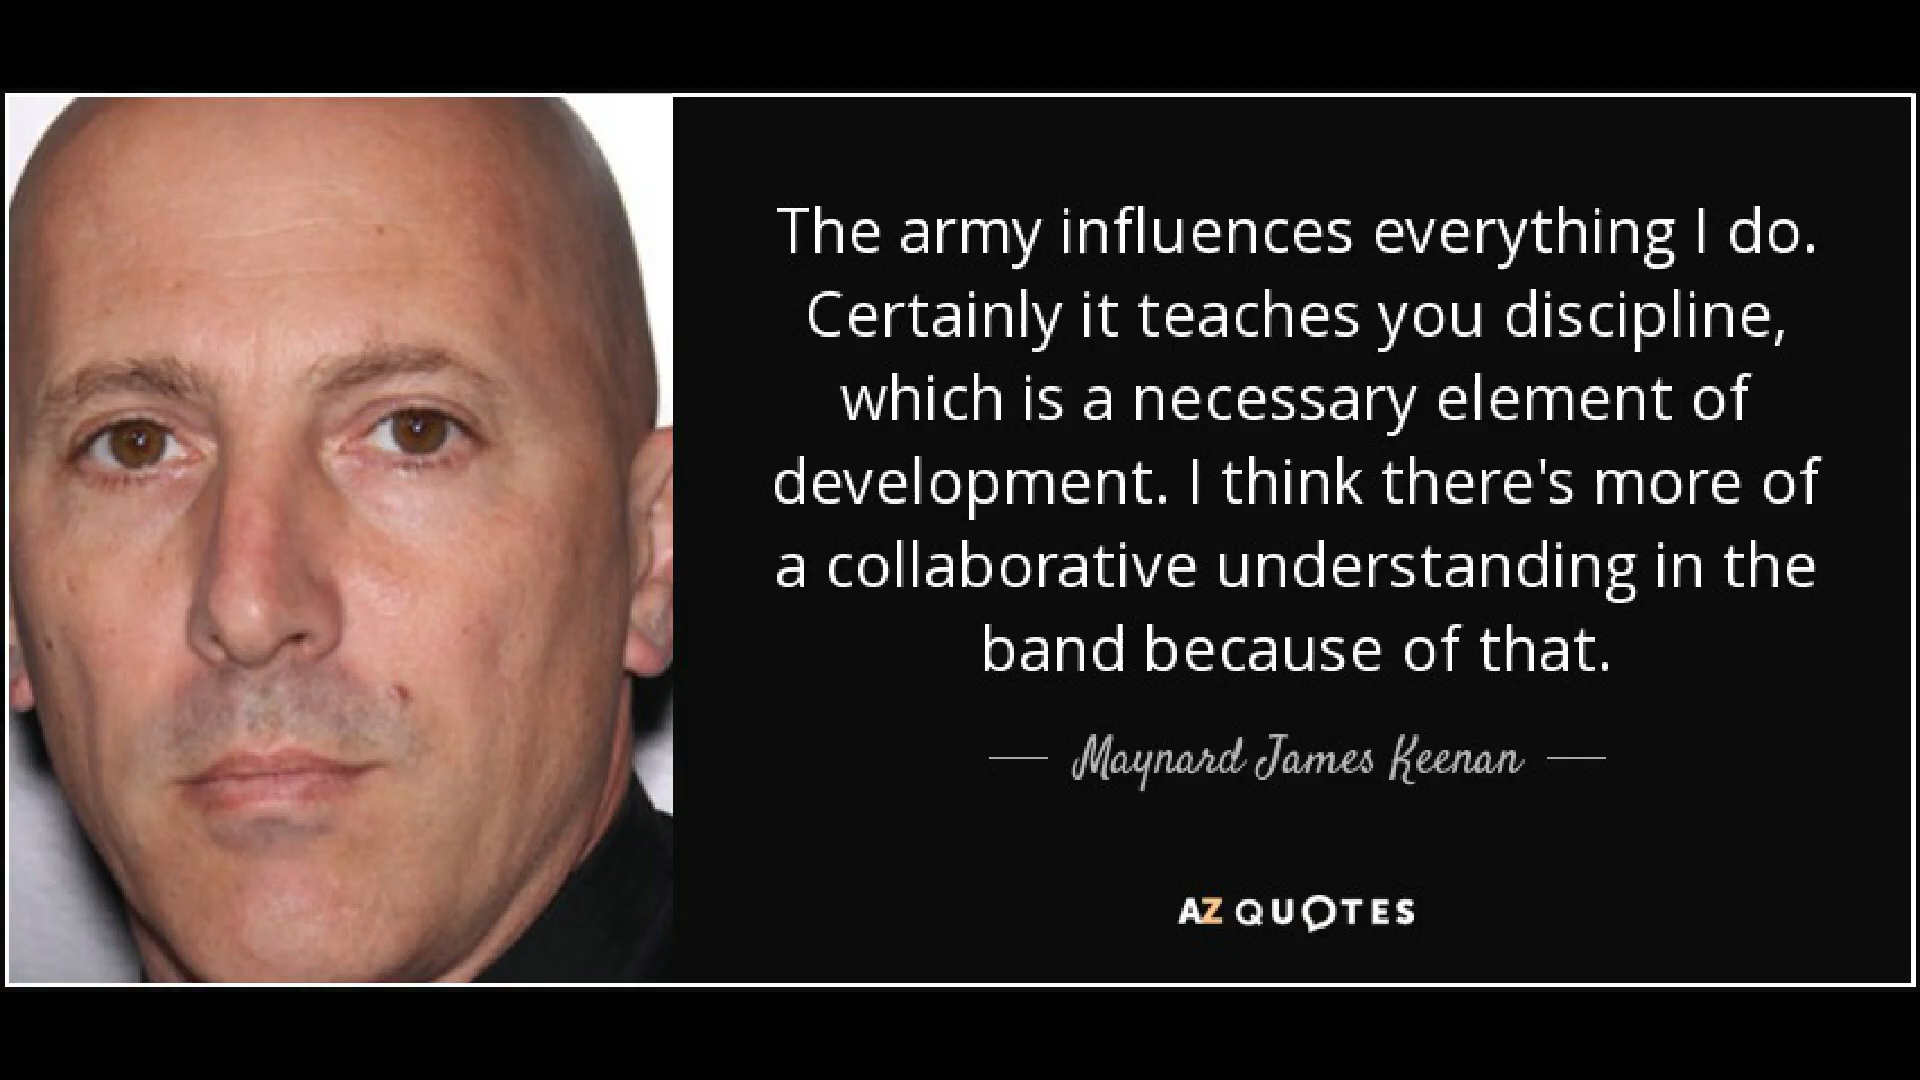 The army influences everything I do.
Certainly it teaches you discipline,
which is a necessary element of
development. I think there's more of
a collaborative understanding in the
band because of that.
Maynard James Keenan
AZ QUOTES